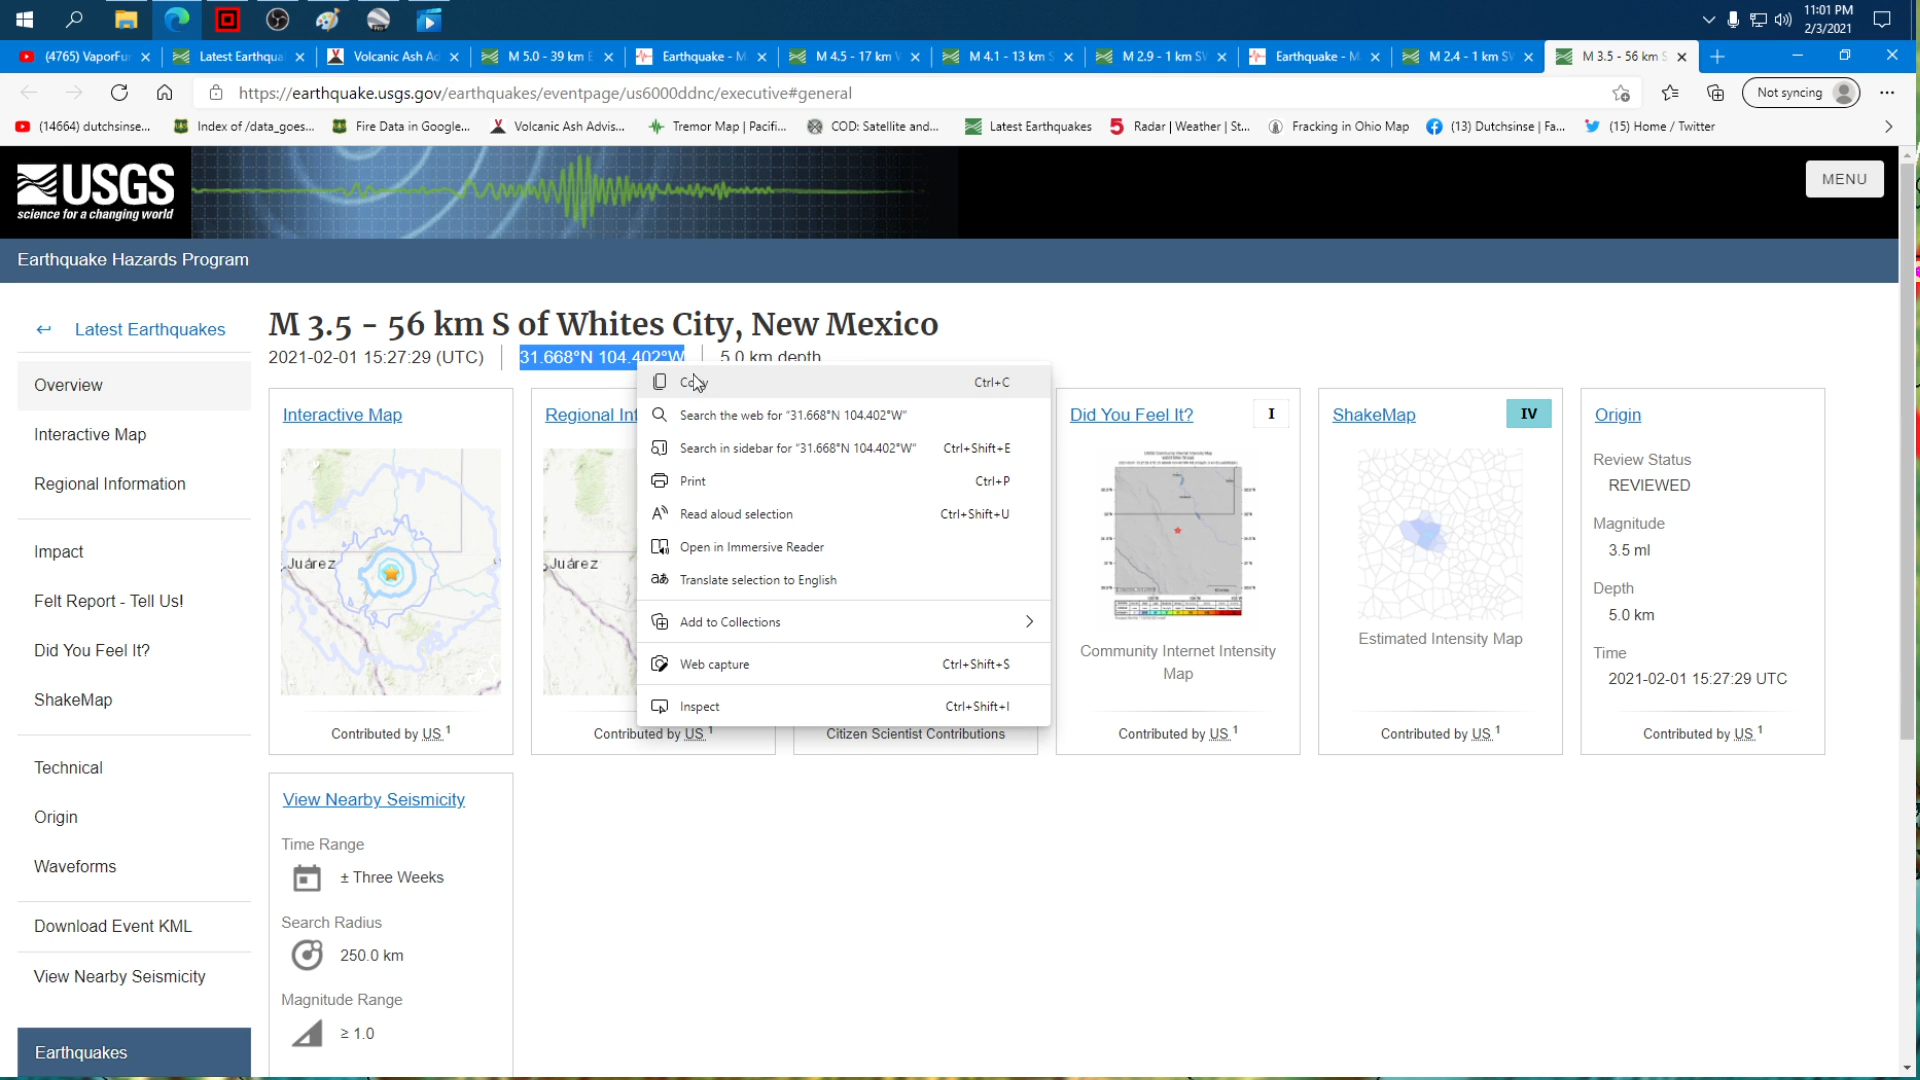 11:01 PM
2/3/2021
(4765) VaporFu
Latest Earthqua
Volcanic Ash Ad
M 5.0 - 39 km E
Earthquake - M
M 4.5 - 17 km
M 4.1 - 13 km S
M 2.9 - 1 km SV
Earthquake - M
M 2.4 - 1 km SV
M 3.5 - 56 km S
https://earthquake.usgs.gov/earthquakes/eventpage/us6000ddnc/executive#general
Not syncing
(14664) dutchsinse...
Index of /data_goes...
Fire Data in Google...
Volcanic Ash Advis...
Tremor Map | Pacifi...
COD: Satellite and...
Latest Earthquakes
Radar | Weather | St...
Fracking in Ohio Map
(13) Dutchsinse | Fa...
(15) Home / Twitter
USGS
science for a changing world
MENU
Earthquake Hazards Program
Latest Earthquakes
M 3.5 - 56 km S of Whites City, New Mexico
2021-02-01 15:27:29 (UTC)
31.668°N 104.402°W
5.0 km depth
Overview
Interactive Map
Regional Information
Impact
Felt Report - Tell Us!
Did You Feel It?
ShakeMap
Technical
Origin
Waveforms
Download Event KML
View Nearby Seismicity
Earthquakes
Interactive Map
Juárez
Contributed by US 1
Regional Inf
Juárez
Contributed by US 1
Copy Ctrl+C
Search the web for "31.668°N 104.402°W"
Search in sidebar for "31.668°N 104.402°W" Ctrl+Shift+E
Print Ctrl+P
Read aloud selection Ctrl+Shift+U
Open in Immersive Reader
Translate selection to English
Add to Collections
Web capture Ctrl+Shift+S
Inspect Ctrl+Shift+I
Citizen Scientist Contributions
Did You Feel It?
I
Community Internet Intensity
Map
Contributed by US 1
ShakeMap
IV
Estimated Intensity Map
Contributed by US 1
Origin
Review Status
REVIEWED
Magnitude
3.5 ml
Depth
5.0 km
Time
2021-02-01 15:27:29 UTC
Contributed by US 1
View Nearby Seismicity
Time Range
± Three Weeks
Search Radius
250.0 km
Magnitude Range
≥ 1.0